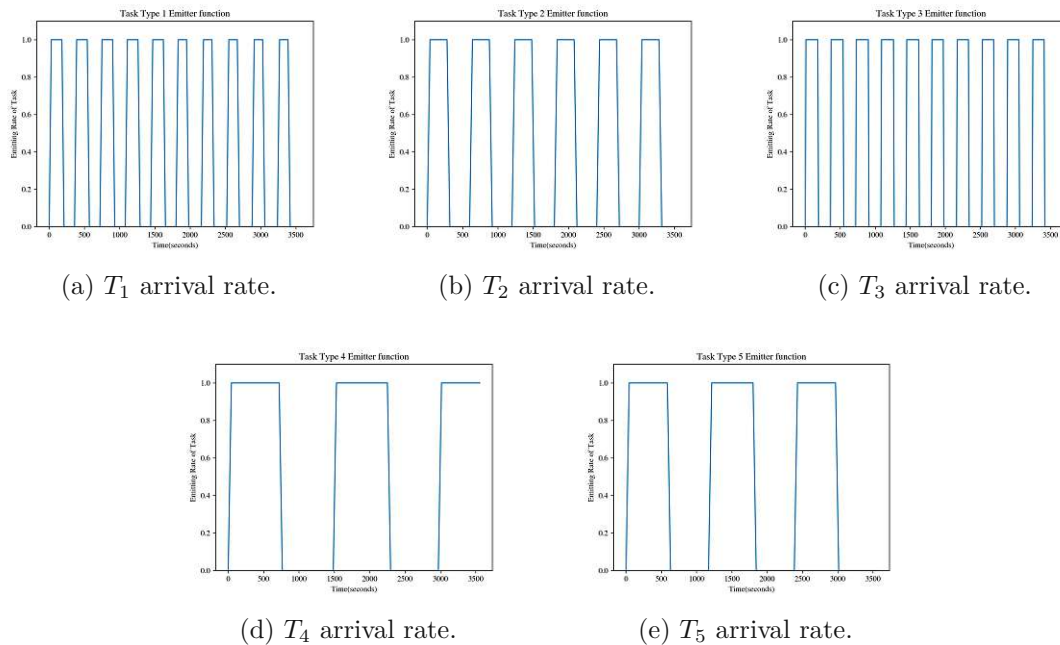 Task Type 1 Emitter function
Emitting Rate of Task
1.0
0.8
0.6
0.4
0.2
0.0
0 500 1000 1500 2000 2500 3000 3500
Time(seconds)
(a) T₁ arrival rate.
Task Type 2 Emitter function
Emitting Rate of Task
1.0
0.8
0.6
0.4
0.2
0.0
0 500 1000 1500 2000 2500 3000 3500
Time(seconds)
(b) T₂ arrival rate.
Task Type 3 Emitter function
Emitting Rate of Task
1.0
0.8
0.6
0.4
0.2
0.0
0 500 1000 1500 2000 2500 3000 3500
Time(seconds)
(c) T₃ arrival rate.
Task Type 4 Emitter function
Emitting Rate of Task
1.0
0.8
0.6
0.4
0.2
0.0
0 500 1000 1500 2000 2500 3000 3500
Time(seconds)
(d) T₄ arrival rate.
Task Type 5 Emitter function
Emitting Rate of Task
1.0
0.8
0.6
0.4
0.2
0.0
0 500 1000 1500 2000 2500 3000 3500
Time(seconds)
(e) T₅ arrival rate.